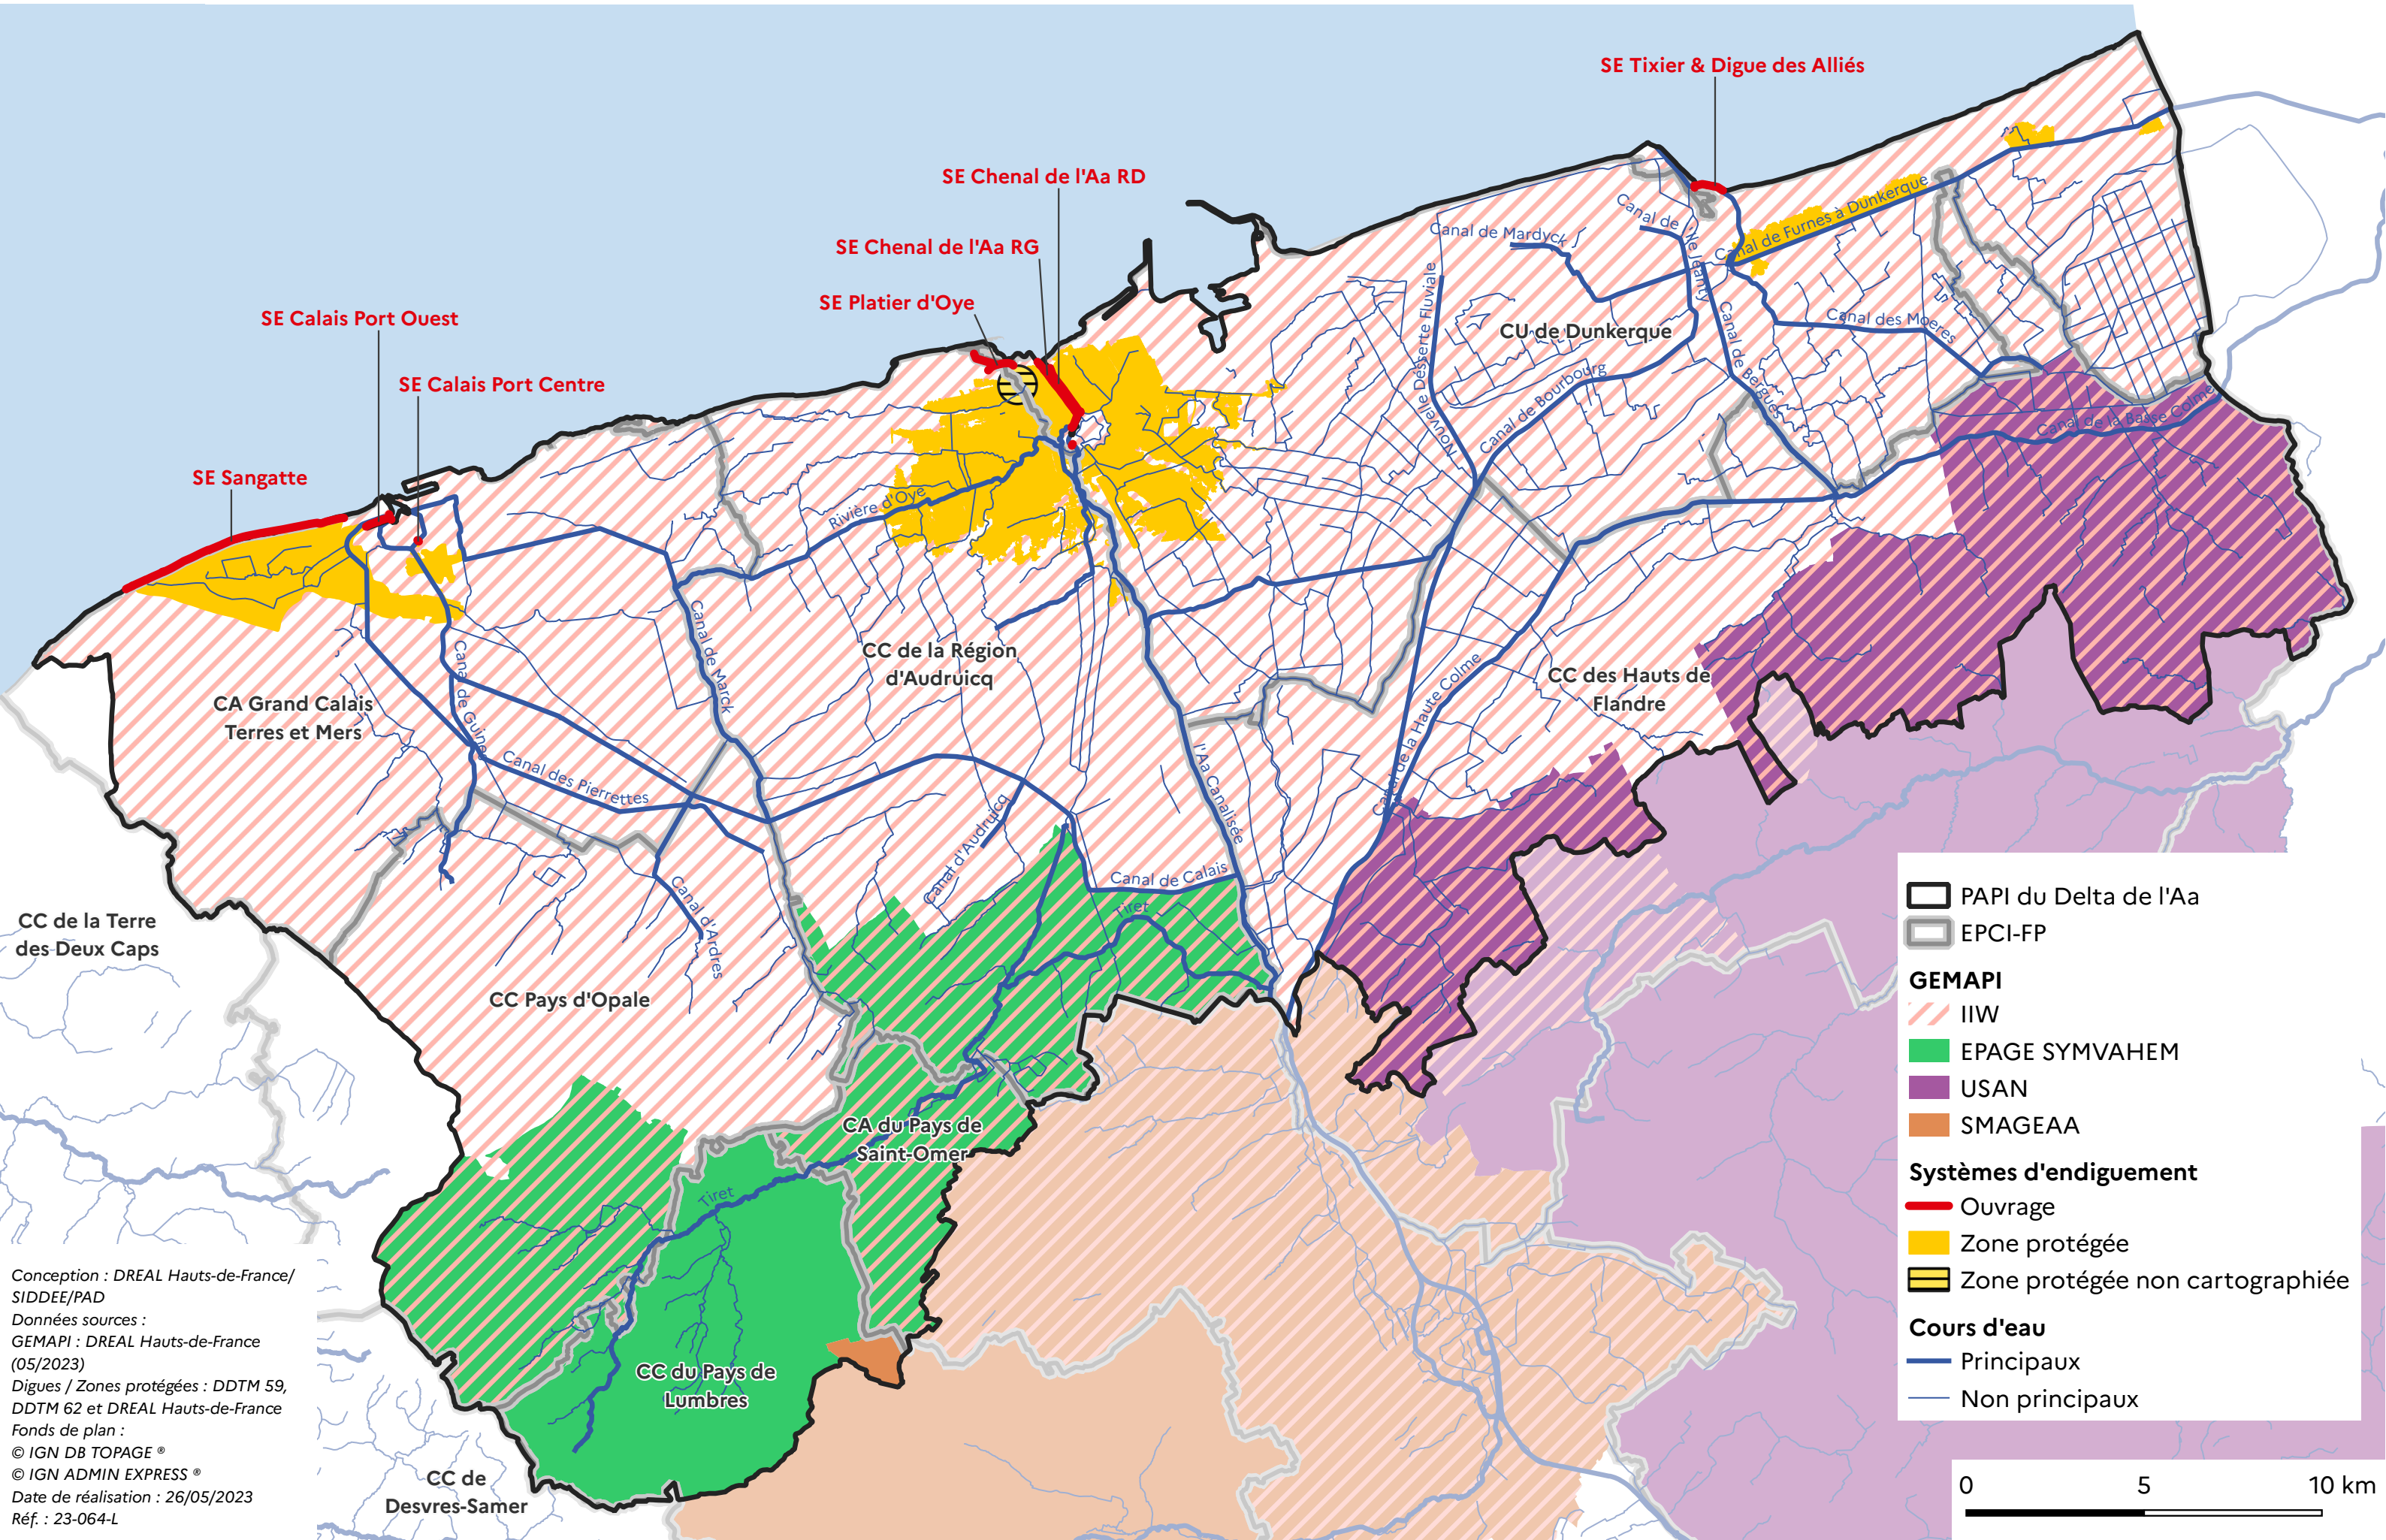 SE Tixier & Digue des Alliés
SE Chenal de l'Aa RD
SE Chenal de l'Aa RG
SE Platier d'Oye
SE Calais Port Ouest
SE Calais Port Centre
SE Sangatte
Canal de Furnes à Dunkerque
Canal de Mardyck
Canal de l'Ile Jeanty
CU de Dunkerque
Canal des Moeres
Canal de Bergues
Nouvelle Désserte Fluviale
Canal de Bourbourg
Canal de la Basse Colme
Rivière d'Oye
Canal de Marck
CC de la Région
d'Audruicq
CC des Hauts de
Flandre
CA Grand Calais
Terres et Mers
Canal de Guines
Canal de la Haute Colme
Canal des Pierrettes
l'Aa Canalisée
Canal d'Audruicq
Canal de Calais
Tiret
Canal d'Ardres
CC de la Terre
des Deux Caps
CC Pays d'Opale
CA du Pays de
Saint-Omer
Tiret
CC du Pays de
Lumbres
CC de
Desvres-Samer
PAPI du Delta de l'Aa
EPCI-FP
GEMAPI
IIW
EPAGE SYMVAHEM
USAN
SMAGEAA
Systèmes d'endiguement
Ouvrage
Zone protégée
Zone protégée non cartographiée
Cours d'eau
Principaux
Non principaux
0 5 10 km
Conception : DREAL Hauts-de-France/
SIDDEE/PAD
Données sources :
GEMAPI : DREAL Hauts-de-France
(05/2023)
Digues / Zones protégées : DDTM 59,
DDTM 62 et DREAL Hauts-de-France
Fonds de plan :
© IGN DB TOPAGE ®
© IGN ADMIN EXPRESS ®
Date de réalisation : 26/05/2023
Réf. : 23-064-L